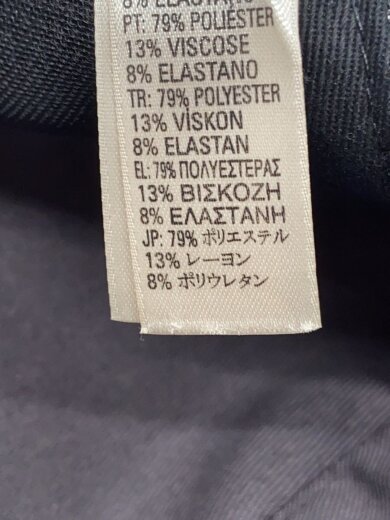 8% ELASTANO
PT: 79% POLIESTER
13% VISCOSE
8% ELASTANO
TR: 79% POLYESTER
13% VİSKON
8% ELASTAN
EL: 79% ΠΟΛΥΕΣΤΕΡΑΣ
13% ΒΙΣΚΟΖΗ
8% ΕΛΑΣΤΑΝΗ
JP: 79% ポリエステル
13% レーヨン
8% ポリウレタン